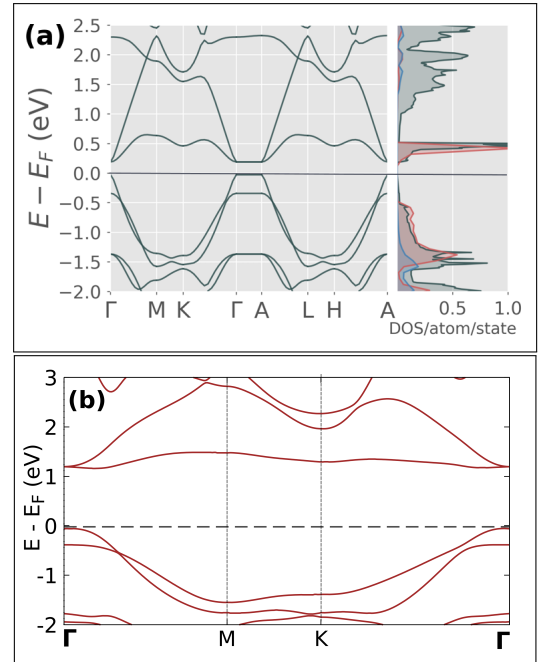 (a)
E − E_F (eV)
2.5
2.0
1.5
1.0
0.5
0.0
−0.5
−1.0
−1.5
−2.0
Γ M K Γ A L H A
0.5 1.0
DOS/atom/state
(b)
E - E_F (eV)
3
2
1
0
-1
-2
Γ M K Γ